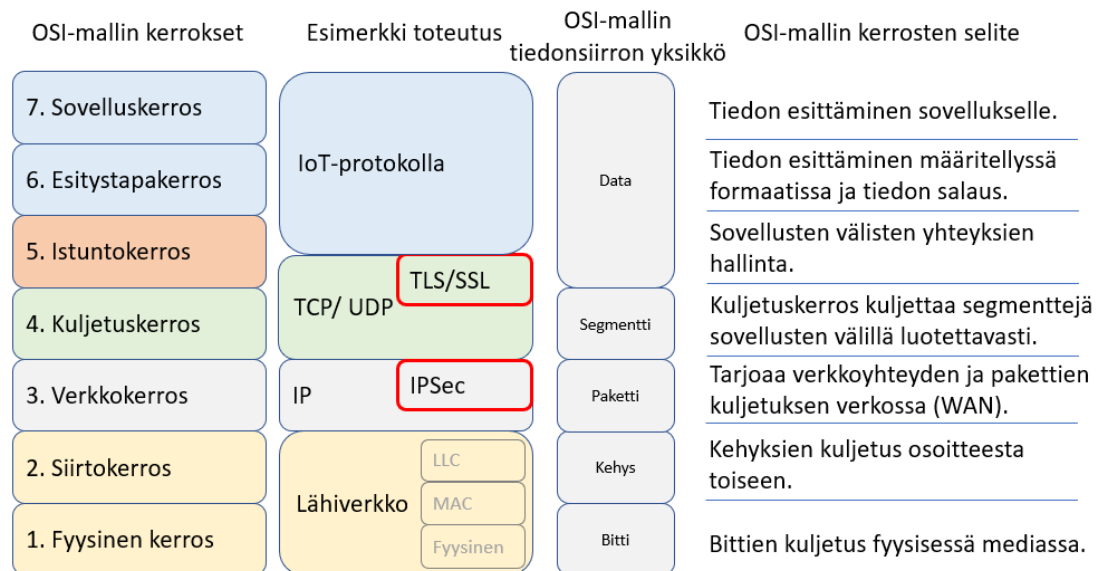 OSI-mallin kerrokset
Esimerkki toteutus
OSI-mallin
tiedonsiirron yksikkö
OSI-mallin kerrosten selite
7. Sovelluskerros
6. Esitystapakerros
5. Istuntokerros
4. Kuljetuskerros
3. Verkkokerros
2. Siirtokerros
1. Fyysinen kerros
IoT-protokolla
TLS/SSL
TCP/ UDP
IPSec
IP
LLC
Lähiverkko
MAC
Fyysinen
Data
Segmentti
Paketti
Kehys
Bitti
Tiedon esittäminen sovellukselle.
Tiedon esittäminen määritellyssä
formaatissa ja tiedon salaus.
Sovellusten välisten yhteyksien
hallinta.
Kuljetuskerros kuljettaa segmenttejä
sovellusten välillä luotettavasti.
Tarjoaa verkkoyhteyden ja pakettien
kuljetuksen verkossa (WAN).
Kehyksien kuljetus osoitteesta
toiseen.
Bittien kuljetus fyysisessä mediassa.